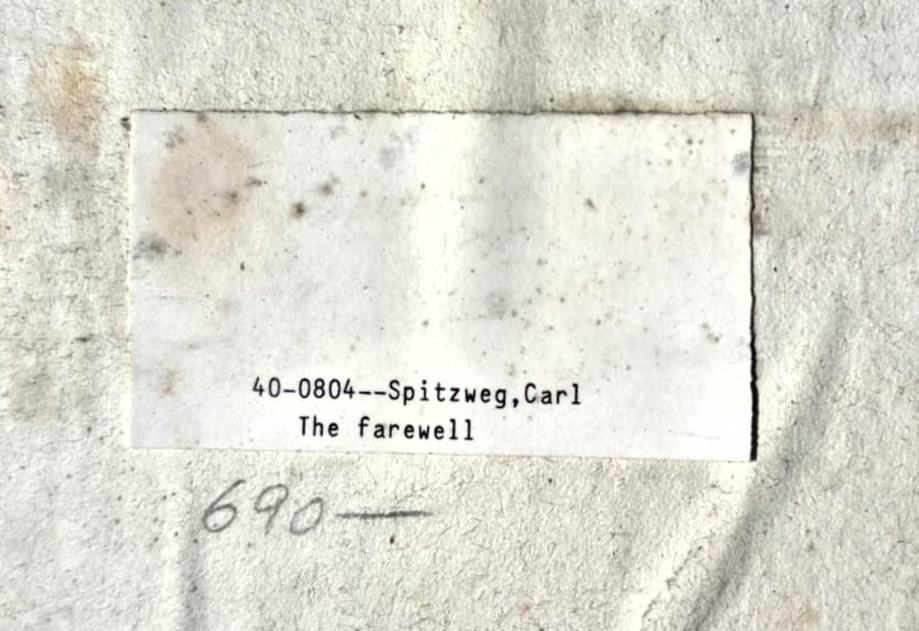 40-0804--Spitzweg,Carl
The farewell
690—